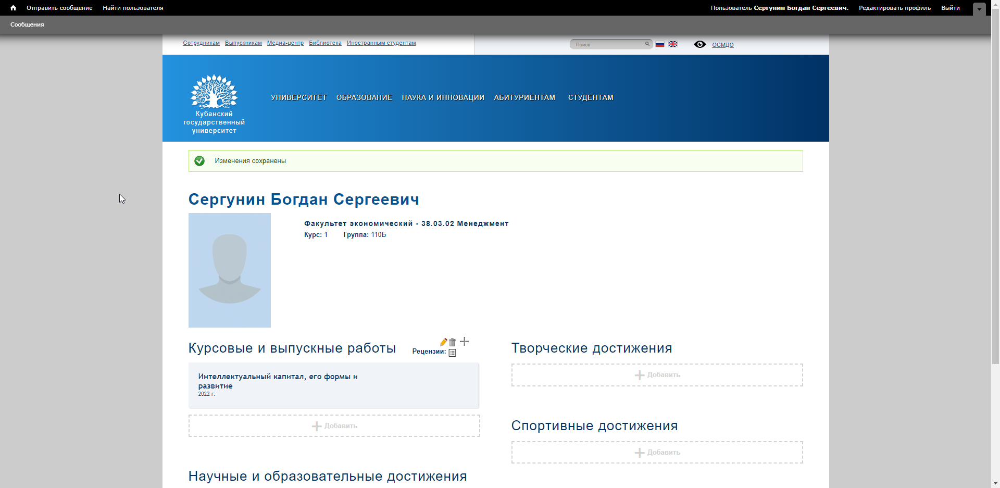 Отправить сообщение Найти пользователя
Пользователь Сергунин Богдан Сергеевич. Редактировать профиль Выйти
Сообщения
Сотрудникам Выпускникам Медиа-центр Библиотека Иностранным студентам
Поиск
ОСМДО
Кубанский
государственный
университет
УНИВЕРСИТЕТ ОБРАЗОВАНИЕ НАУКА И ИННОВАЦИИ АБИТУРИЕНТАМ СТУДЕНТАМ
Изменения сохранены
Сергунин Богдан Сергеевич
Факультет экономический - 38.03.02 Менеджмент
Курс: 1 Группа: 110Б
Курсовые и выпускные работы
Рецензии:
Интеллектуальный капитал, его формы и
развитие
2022 г.
Добавить
Научные и образовательные достижения
Творческие достижения
Добавить
Спортивные достижения
Добавить